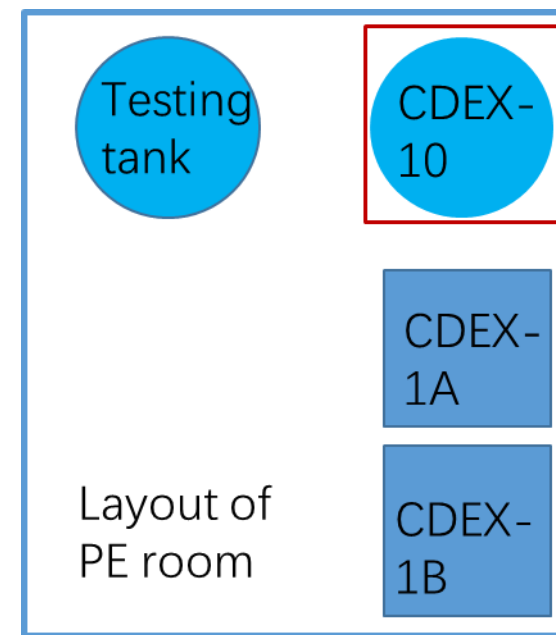 Testing
tank
CDEX-
10
CDEX-
1A
Layout of
PE room
CDEX-
1B